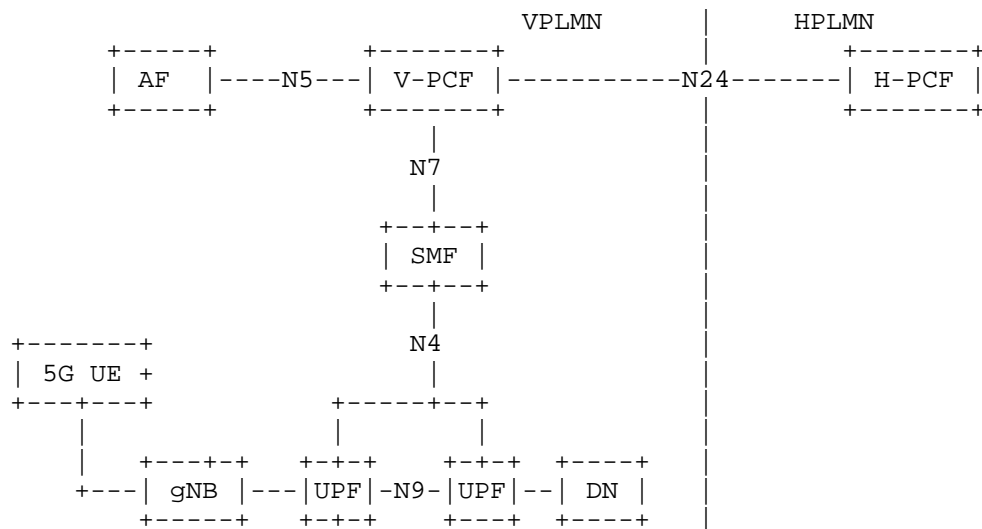 VPLMN | HPLMN
+-----+ +-------+ | +-------+
| AF |----N5---| V-PCF |-----------N24-------| H-PCF |
+-----+ +-------+ | +-------+
| |
N7 |
| |
+--+--+ |
| SMF | |
+--+--+ |
| |
+-------+ N4 |
| 5G UE + | |
+---+---+ +-----+--+ |
| | | |
| +---+-+ +-+-+ +-+-+ +----+ |
+---| gNB |---|UPF|-N9-|UPF|--| DN | |
+-----+ +-+-+ +---+ +----+ |